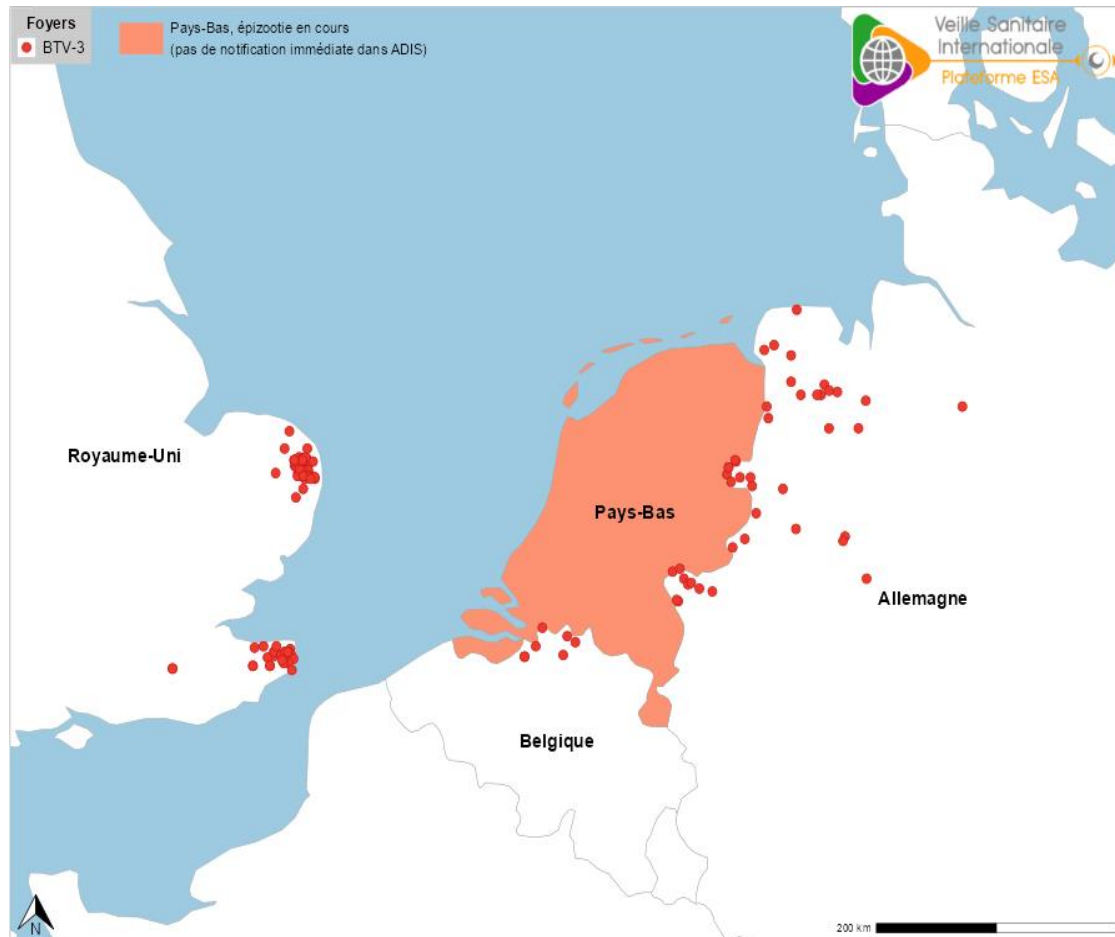 Foyers
BTV-3
Pays-Bas, épizootie en cours
(pas de notification immédiate dans ADIS)
Veille Sanitaire
Internationale
Plateforme ESA
Royaume-Uni
Pays-Bas
Allemagne
Belgique
N
200 km